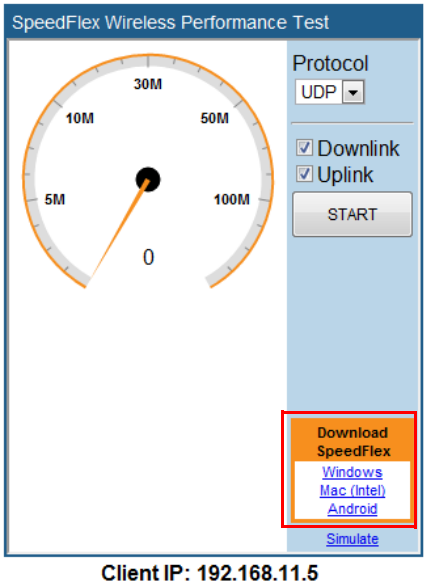 SpeedFlex Wireless Performance Test
Protocol
UDP
30M
10M
50M
5M
100M
0
Downlink
Uplink
START
Download
SpeedFlex
Windows
Mac (Intel)
Android
Simulate
Client IP: 192.168.11.5